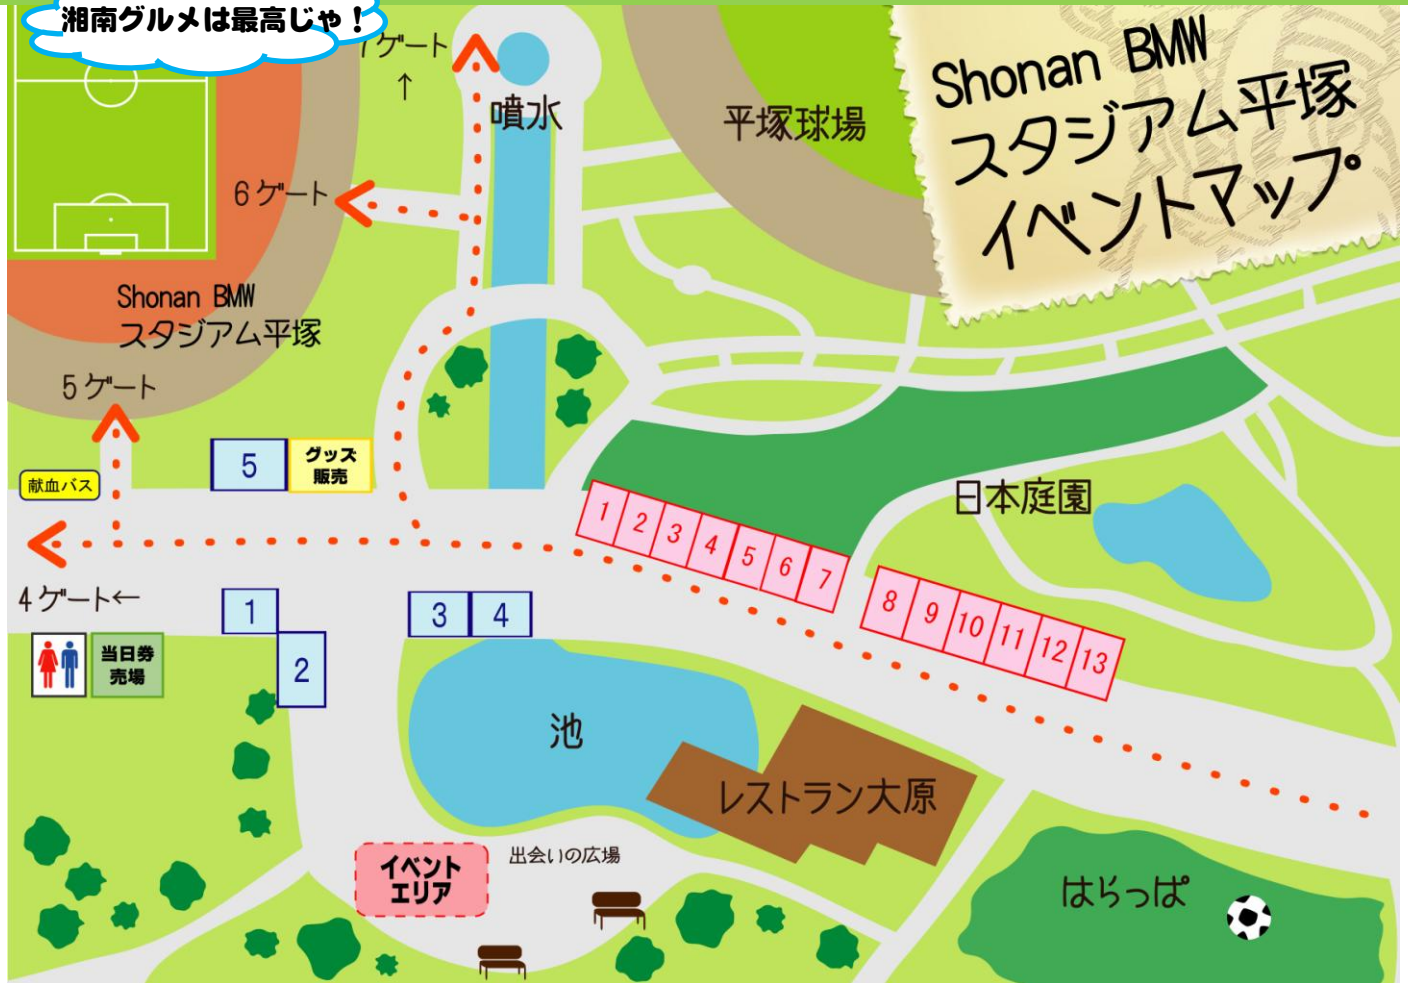 湘南グルメは最高じゃ！
Shonan BMW
スタジアム平塚
イベントマップ
7ゲート
↑
噴水
平塚球場
6ゲート
Shonan BMW
スタジアム平塚
5ゲート
献血バス
5
グッズ
販売
日本庭園
1 2 3 4 5 6 7
8 9 10 11 12 13
4ゲート←
1
2
3 4
当日券
売場
池
レストラン大原
イベント
エリア
出会いの広場
はらっぱ